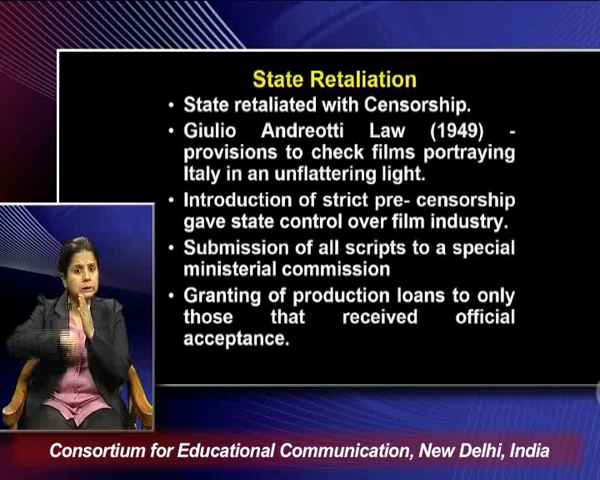 State Retaliation
• State retaliated with Censorship.
• Giulio Andreotti Law (1949) -
provisions to check films portraying
Italy in an unflattering light.
• Introduction of strict pre- censorship
gave state control over film industry.
• Submission of all scripts to a special
ministerial commission
• Granting of production loans to only
those that received official
acceptance.
Consortium for Educational Communication, New Delhi, India